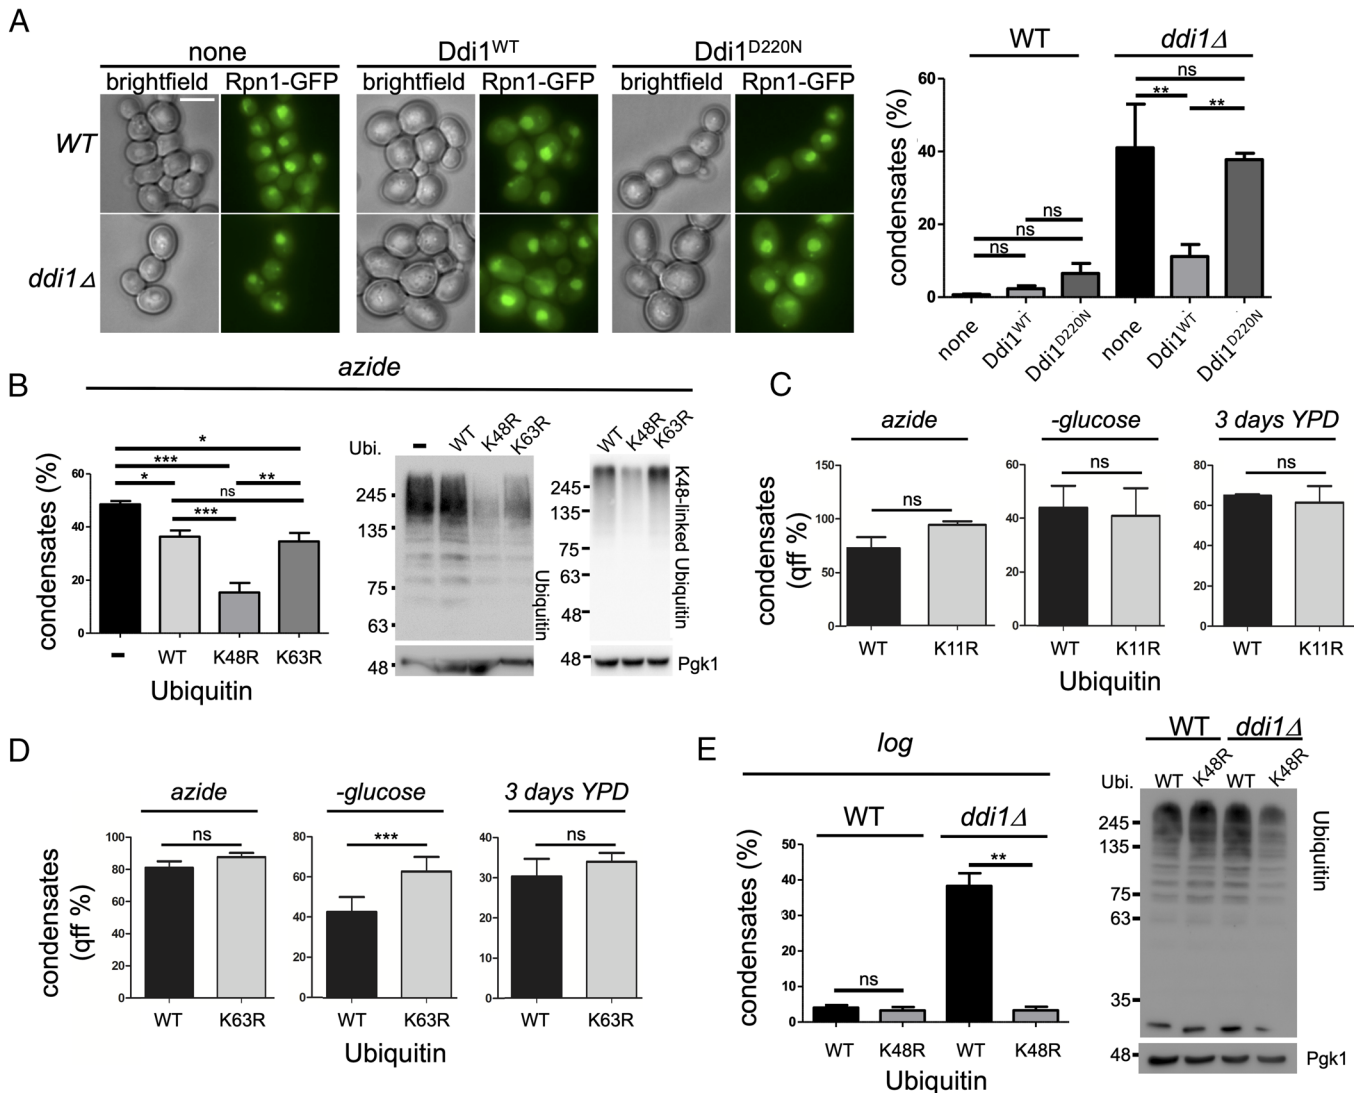 A
none
Ddi1WT
Ddi1D220N
brightfield Rpn1-GFP
brightfield Rpn1-GFP
brightfield Rpn1-GFP
WT
ddi1Δ
WT
ddi1Δ
condensates (%)
60
40
20
0
ns
**
**
ns
ns
ns
none
Ddi1WT
Ddi1D220N
none
Ddi1WT
Ddi1D220N
B
azide
condensates (%)
60
40
20
0
*
***
**
*
ns
***
– WT K48R K63R
Ubiquitin
Ubi. – WT K48R K63R
245
135
75
63
48
Ubiquitin
WT K48R K63R
245
135
75
63
48
48
K48-linked Ubiquitin
Pgk1
C
azide
-glucose
3 days YPD
condensates (qff %)
150
100
50
0
ns
WT K11R
60
40
20
0
ns
WT K11R
80
60
40
20
0
ns
WT K11R
Ubiquitin
D
azide
-glucose
3 days YPD
condensates (qff %)
100
80
60
40
20
0
ns
WT K63R
80
60
40
20
0
***
WT K63R
40
30
20
10
0
ns
WT K63R
Ubiquitin
E
log
WT
ddi1Δ
condensates (%)
50
40
30
20
10
0
ns
**
WT K48R WT K48R
Ubiquitin
WT ddi1Δ
Ubi. WT K48R WT K48R
245
135
75
63
35
48
Ubiquitin
Pgk1